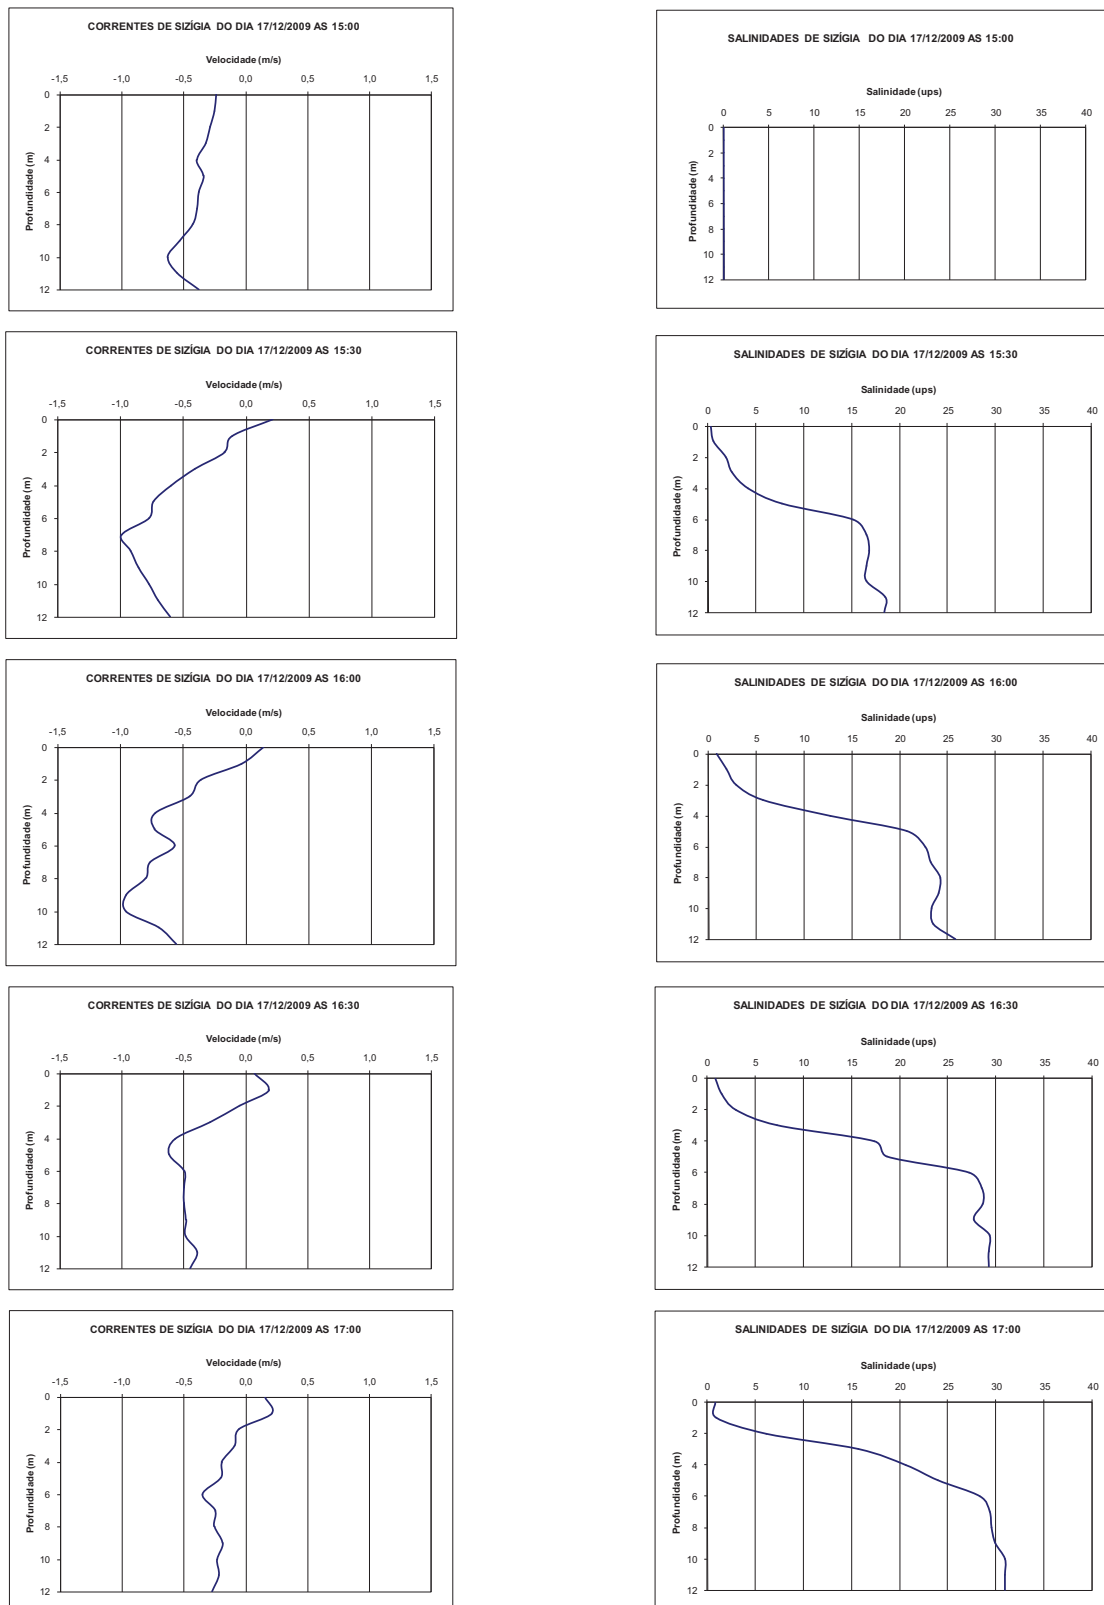 CORRENTES DE SIZÍGIA DO DIA 17/12/2009 AS 15:00
Velocidade (m/s)
-1,5 -1,0 -0,5 0,0 0,5 1,0 1,5
0
2
4
6
8
10
12
Profundidade (m)
SALINIDADES DE SIZÍGIA DO DIA 17/12/2009 AS 15:00
Salinidade (ups)
0 5 10 15 20 25 30 35 40
0
2
4
6
8
10
12
Profundidade (m)
CORRENTES DE SIZÍGIA DO DIA 17/12/2009 AS 15:30
Velocidade (m/s)
-1,5 -1,0 -0,5 0,0 0,5 1,0 1,5
0
2
4
6
8
10
12
Profundidade (m)
SALINIDADES DE SIZÍGIA DO DIA 17/12/2009 AS 15:30
Salinidade (ups)
0 5 10 15 20 25 30 35 40
0
2
4
6
8
10
12
Profundidade (m)
CORRENTES DE SIZÍGIA DO DIA 17/12/2009 AS 16:00
Velocidade (m/s)
-1,5 -1,0 -0,5 0,0 0,5 1,0 1,5
0
2
4
6
8
10
12
Profundidade (m)
SALINIDADES DE SIZÍGIA DO DIA 17/12/2009 AS 16:00
Salinidade (ups)
0 5 10 15 20 25 30 35 40
0
2
4
6
8
10
12
Profundidade (m)
CORRENTES DE SIZÍGIA DO DIA 17/12/2009 AS 16:30
Velocidade (m/s)
-1,5 -1,0 -0,5 0,0 0,5 1,0 1,5
0
2
4
6
8
10
12
Profundidade (m)
SALINIDADES DE SIZÍGIA DO DIA 17/12/2009 AS 16:30
Salinidade (ups)
0 5 10 15 20 25 30 35 40
0
2
4
6
8
10
12
Profundidade (m)
CORRENTES DE SIZÍGIA DO DIA 17/12/2009 AS 17:00
Velocidade (m/s)
-1,5 -1,0 -0,5 0,0 0,5 1,0 1,5
0
2
4
6
8
10
12
Profundidade (m)
SALINIDADES DE SIZÍGIA DO DIA 17/12/2009 AS 17:00
Salinidade (ups)
0 5 10 15 20 25 30 35 40
0
2
4
6
8
10
12
Profundidade (m)